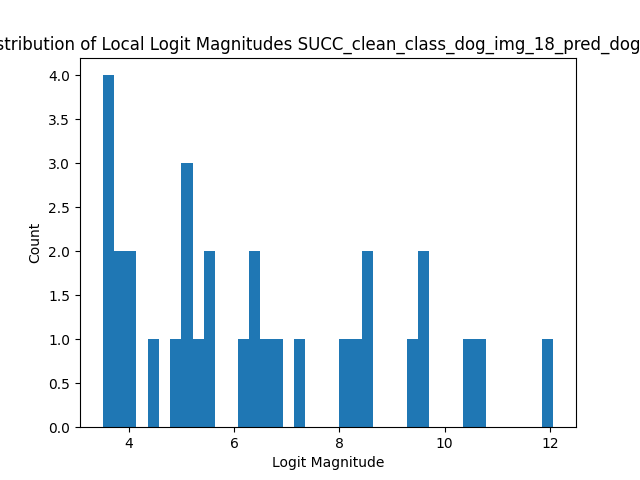 stribution of Local Logit Magnitudes SUCC_clean_class_dog_img_18_pred_dog
4.0
3.5
3.0
2.5
2.0
1.5
1.0
0.5
0.0
Count
4 6 8 10 12
Logit Magnitude